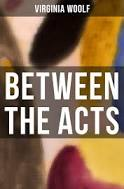 VIRGINIA WOOLF
BETWEEN
THE ACTS